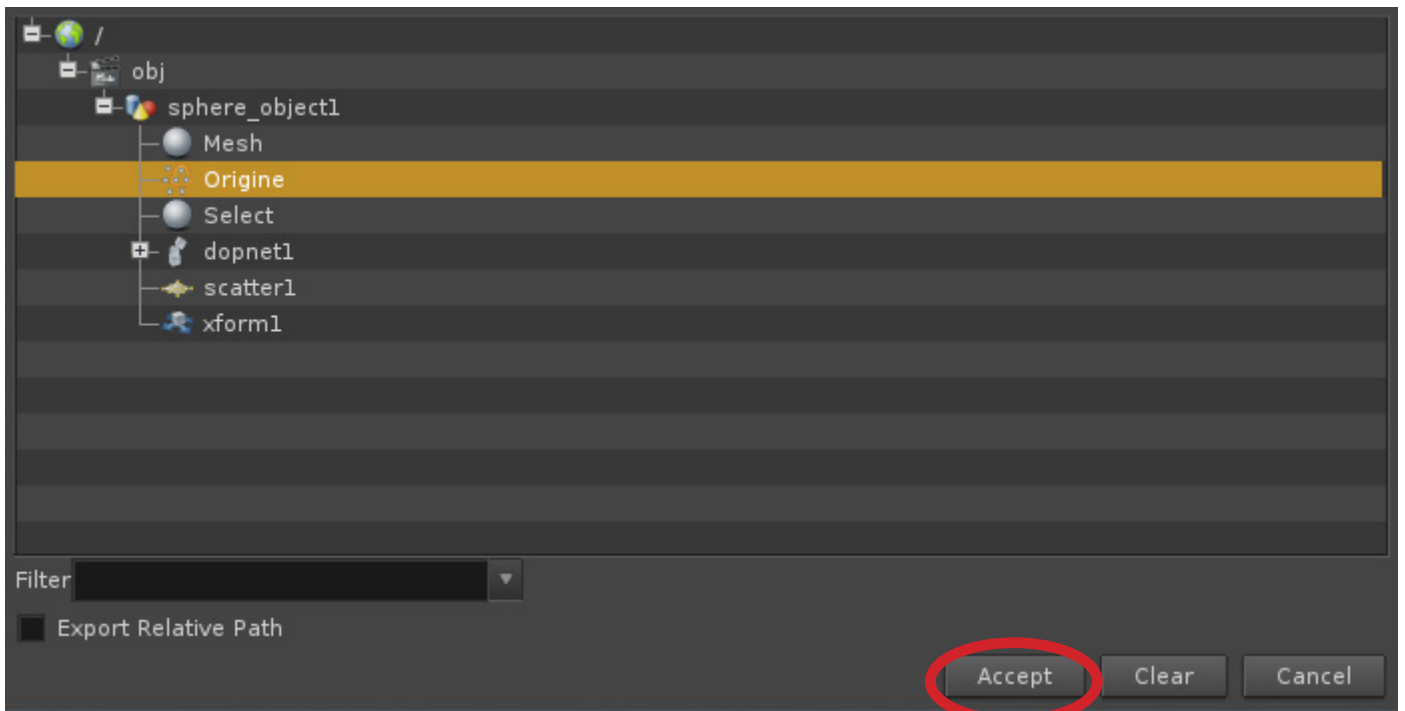 /
obj
sphere_object1
Mesh
Origine
Select
dopnet1
scatter1
xform1
Filter
Export Relative Path
Accept Clear Cancel